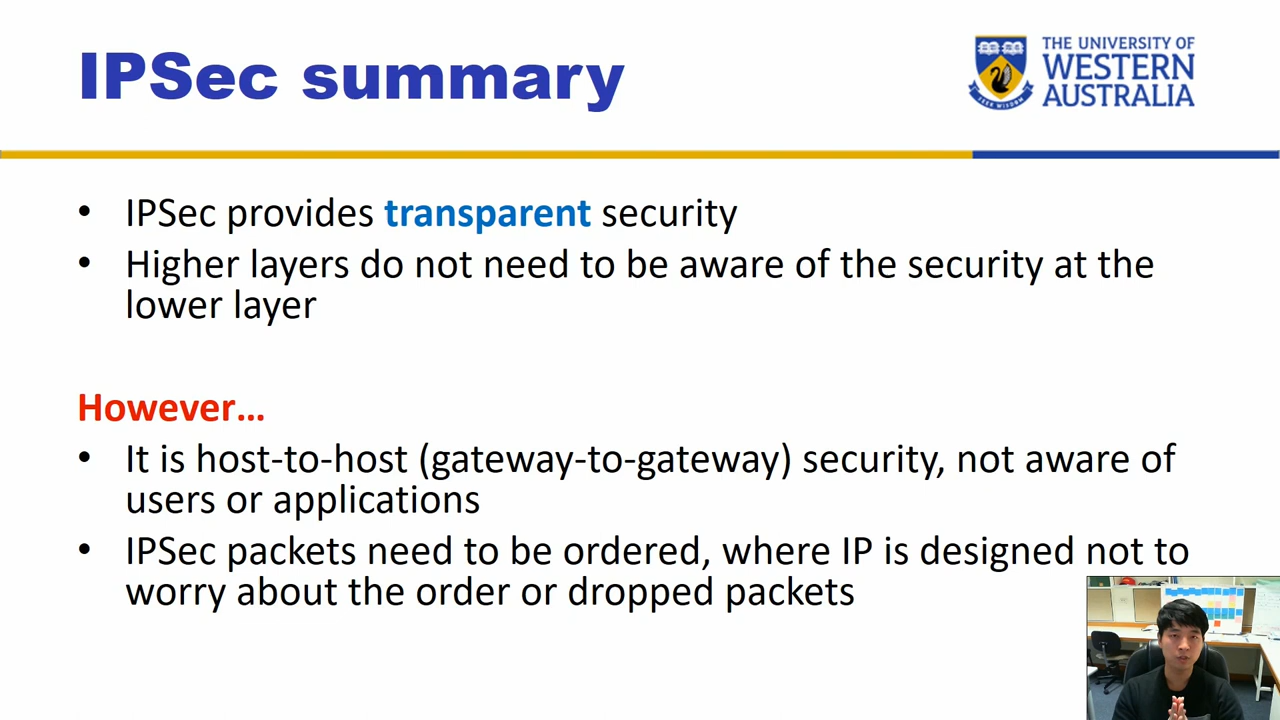 IPSec summary
THE UNIVERSITY OF
WESTERN
AUSTRALIA
SEEK WISDOM
• IPSec provides transparent security
• Higher layers do not need to be aware of the security at the
lower layer
However…
• It is host-to-host (gateway-to-gateway) security, not aware of
users or applications
• IPSec packets need to be ordered, where IP is designed not to
worry about the order or dropped packets